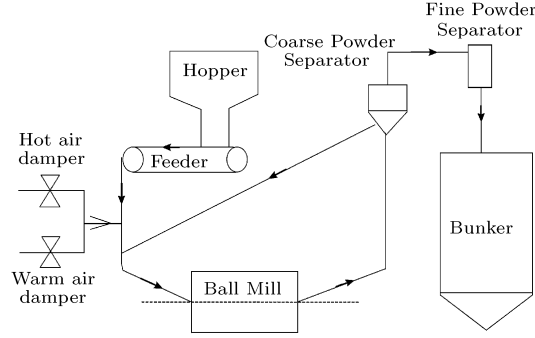 Fine Powder
Separator
Coarse Powder
Separator
Hopper
Hot air
damper
Feeder
Bunker
Warm air
damper
Ball Mill